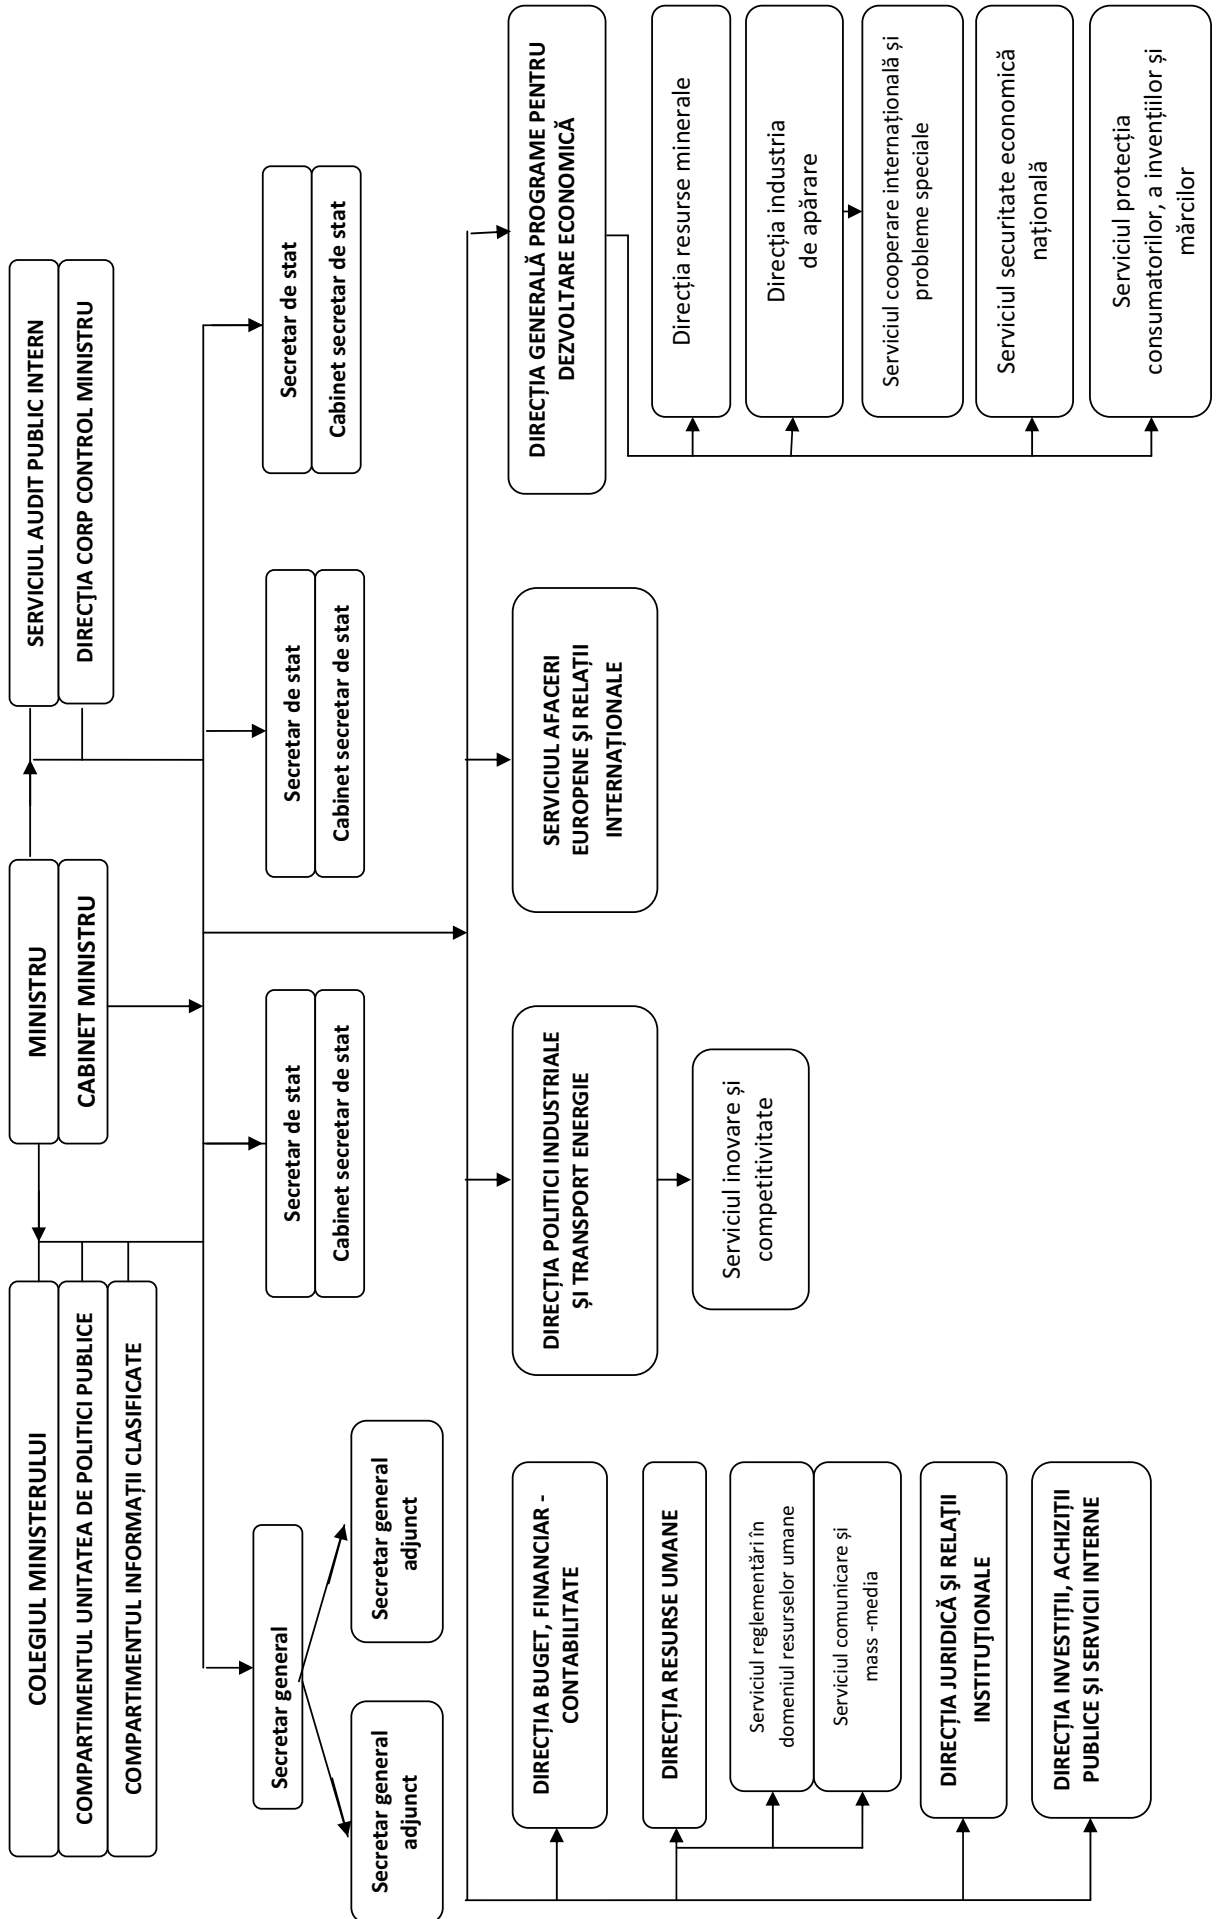 COLEGIUL MINISTERULUI
COMPARTIMENTUL UNITATEA DE POLITICI PUBLICE
COMPARTIMENTUL INFORMAȚII CLASIFICATE
MINISTRU
CABINET MINISTRU
SERVICIUL AUDIT PUBLIC INTERN
DIRECȚIA CORP CONTROL MINISTRU
Secretar general
Secretar general
adjunct
Secretar general
adjunct
Secretar de stat
Cabinet secretar de stat
Secretar de stat
Cabinet secretar de stat
Secretar de stat
Cabinet secretar de stat
DIRECȚIA BUGET, FINANCIAR -
CONTABILITATE
DIRECȚIA RESURSE UMANE
Serviciul reglementări în
domeniul resurselor umane
Serviciul comunicare și
mass -media
DIRECȚIA JURIDICĂ ȘI RELAȚII
INSTITUȚIONALE
DIRECȚIA INVESTIȚII, ACHIZIȚII
PUBLICE ȘI SERVICII INTERNE
DIRECȚIA POLITICI INDUSTRIALE
ȘI TRANSPORT ENERGIE
Serviciul inovare și
competitivitate
SERVICIUL AFACERI
EUROPENE ȘI RELAȚII
INTERNAȚIONALE
DIRECȚIA GENERALĂ PROGRAME PENTRU
DEZVOLTARE ECONOMICĂ
Direcția resurse minerale
Direcția industria
de apărare
Serviciul cooperare internațională și
probleme speciale
Serviciul securitate economică
națională
Serviciul protecția
consumatorilor, a invențiilor și
mărcilor